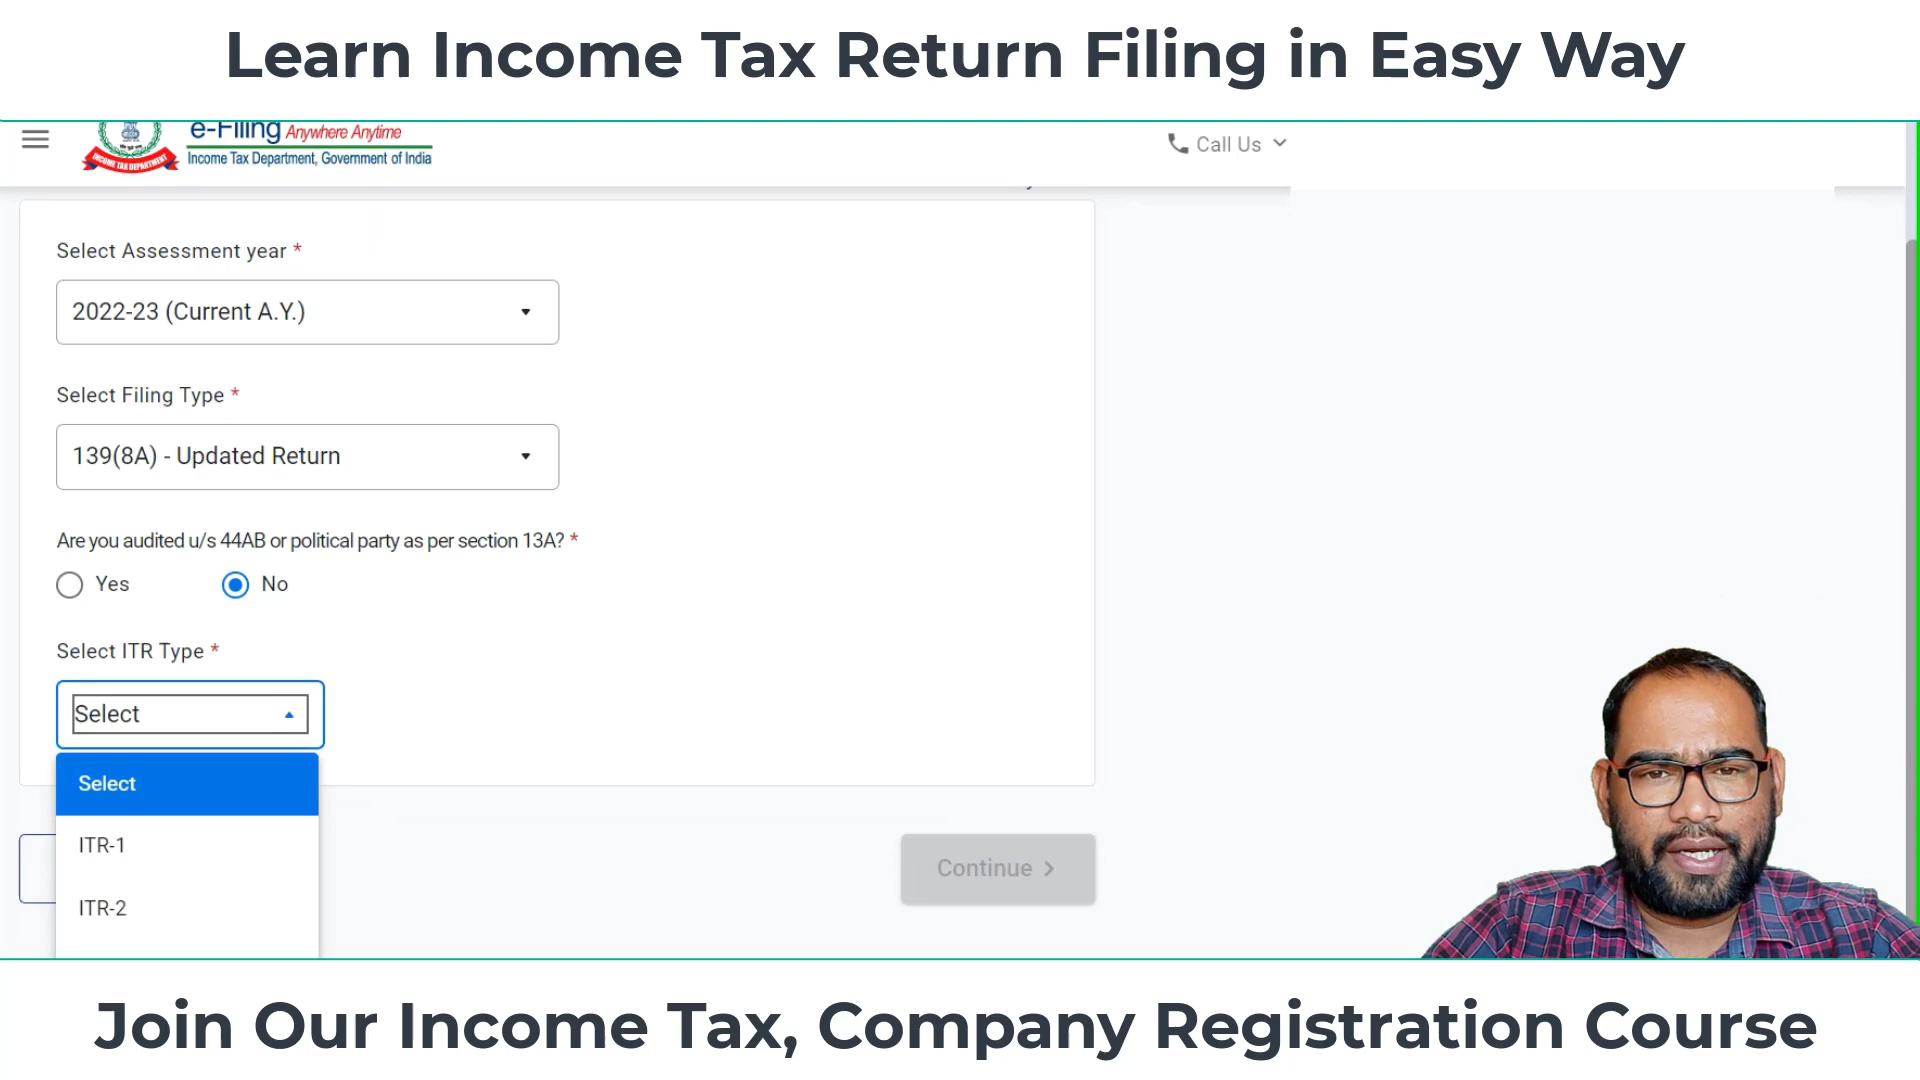 Learn Income Tax Return Filing in Easy Way
e-Filing Anywhere Anytime
Income Tax Department, Government of India
INCOME TAX DEPARTMENT
Call Us
Select Assessment year *
2022-23 (Current A.Y.)
Select Filing Type *
139(8A) - Updated Return
Are you audited u/s 44AB or political party as per section 13A? *
Yes
No
Select ITR Type *
Select
Select
ITR-1
ITR-2
Continue >
Join Our Income Tax, Company Registration Course